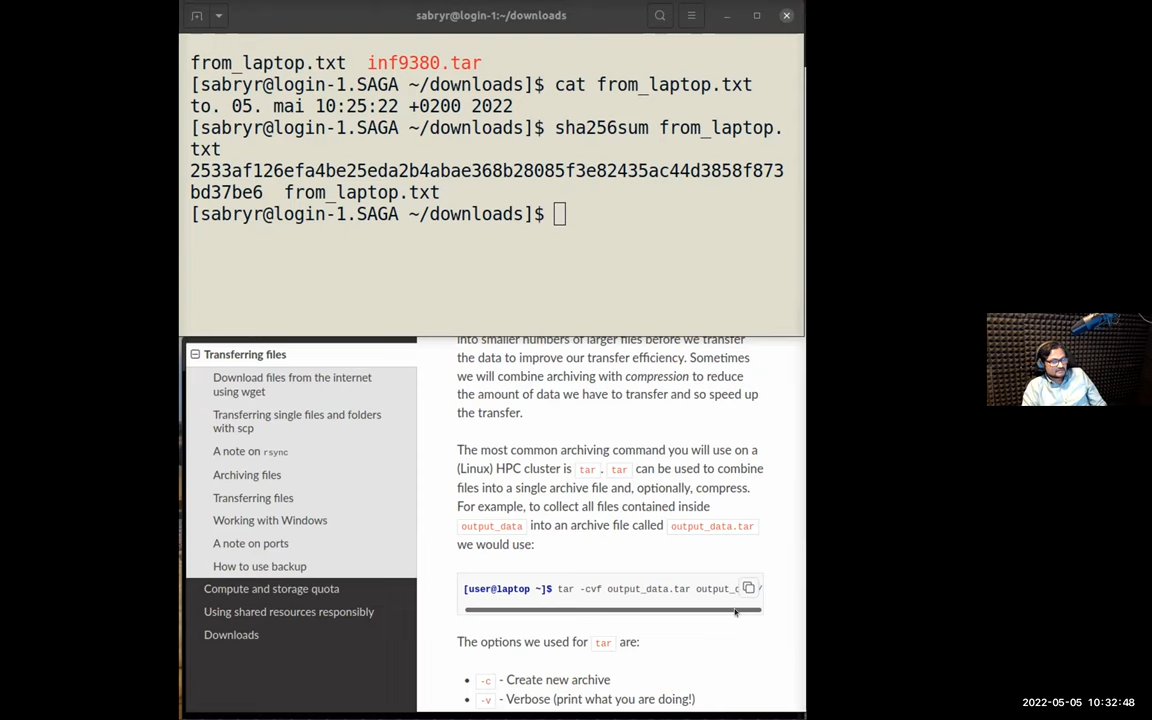 sabryr@login-1:~/downloads
from_laptop.txt  inf9380.tar
[sabryr@login-1.SAGA ~/downloads]$ cat from_laptop.txt
to. 05. mai 10:25:22 +0200 2022
[sabryr@login-1.SAGA ~/downloads]$ sha256sum from_laptop.
txt
2533af126efa4be25eda2b4abae368b28085f3e82435ac44d3858f873
bd37be6  from_laptop.txt
[sabryr@login-1.SAGA ~/downloads]$
Transferring files
Download files from the internet
using wget
Transferring single files and folders
with scp
A note on rsync
Archiving files
Transferring files
Working with Windows
A note on ports
How to use backup
Compute and storage quota
Using shared resources responsibly
Downloads
into smaller numbers of larger files before we transfer
the data to improve our transfer efficiency. Sometimes
we will combine archiving with compression to reduce
the amount of data we have to transfer and so speed up
the transfer.
The most common archiving command you will use on a
(Linux) HPC cluster is tar. tar can be used to combine
files into a single archive file and, optionally, compress.
For example, to collect all files contained inside
output_data into an archive file called output_data.tar
we would use:
[user@laptop ~]$ tar -cvf output_data.tar
The options we used for tar are:
-c - Create new archive
-v - Verbose (print what you are doing!)
2022-05-05 10:32:48